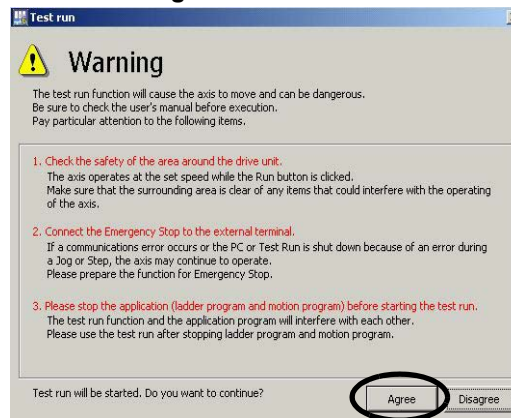 Test run
Warning
The test run function will cause the axis to move and can be dangerous.
Be sure to check the user's manual before execution.
Pay particular attention to the following items.
1. Check the safety of the area around the drive unit.
The axis operates at the set speed while the Run button is clicked.
Make sure that the surrounding area is clear of any items that could interfere with the operating
of the axis.
2. Connect the Emergency Stop to the external terminal.
If a communications error occurs or the PC or Test Run is shut down because of an error during
a Jog or Step, the axis may continue to operate.
Please prepare the function for Emergency Stop.
3. Please stop the application (ladder program and motion program) before starting the test run.
The test run function and the application program will interfere with each other.
Please use the test run after stopping ladder program and motion program.
Test run will be started. Do you want to continue?
Agree
Disagree